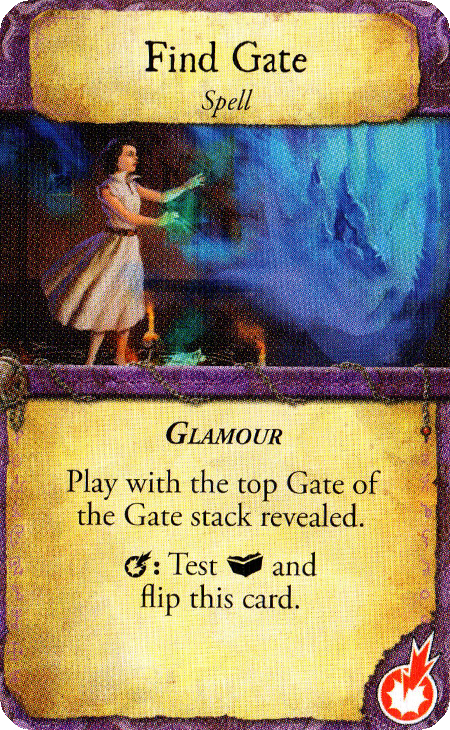 Find Gate
Spell
GLAMOUR
Play with the top Gate of
the Gate stack revealed.
: Test and
flip this card.